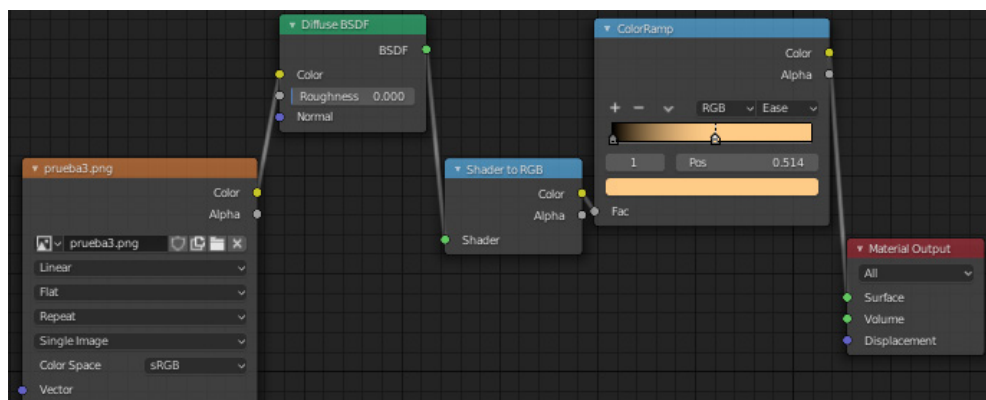 Diffuse BSDF
BSDF
Color
Roughness 0.000
Normal
prueba3.png
Color
Alpha
prueba3.png
Linear
Flat
Repeat
Single Image
Color Space sRGB
Vector
Shader to RGB
Color
Alpha
Shader
ColorRamp
Color
Alpha
RGB Ease
1 Pos 0.514
Fac
Material Output
All
Surface
Volume
Displacement